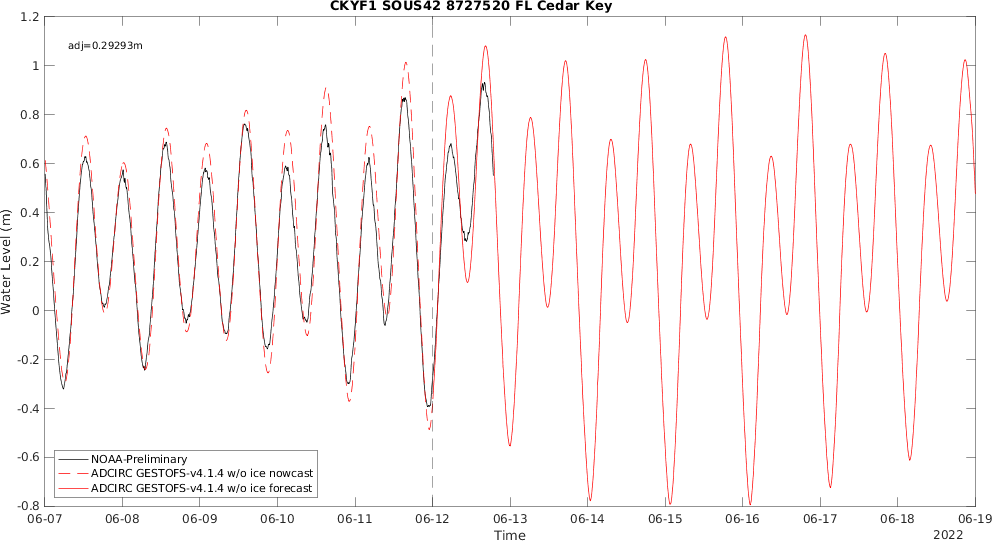 CKYF1 SOUS42 8727520 FL Cedar Key
1.2
adj=0.29293m
1
0.8
0.6
0.4
0.2
0
-0.2
-0.4
-0.6
-0.8
Water Level (m)
NOAA-Preliminary
ADCIRC GESTOFS-v4.1.4 w/o ice nowcast
ADCIRC GESTOFS-v4.1.4 w/o ice forecast
06-07 06-08 06-09 06-10 06-11 06-12 06-13 06-14 06-15 06-16 06-17 06-18 06-19
Time
2022